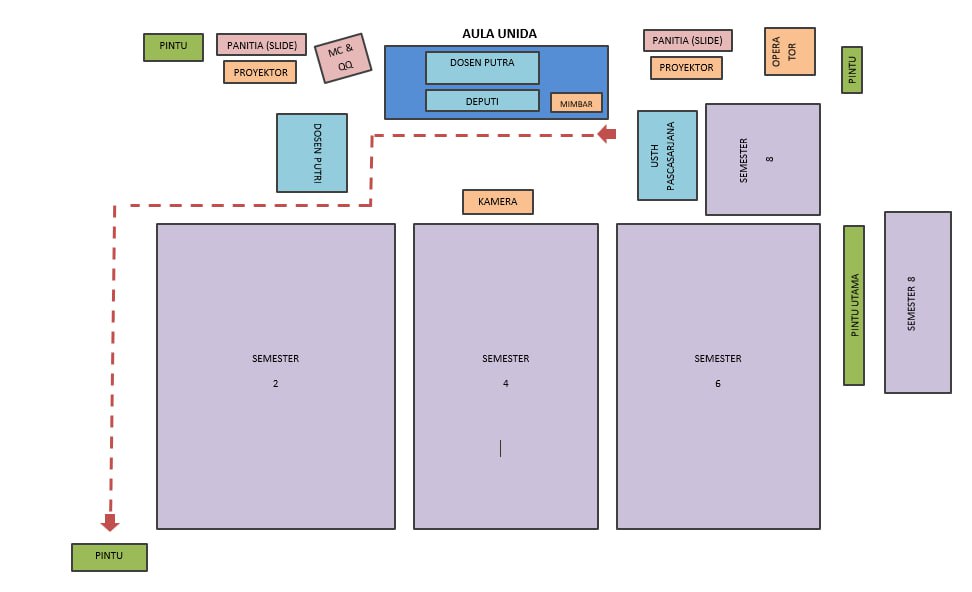 AULA UNIDA
PINTU
PANITIA (SLIDE)
PROYEKTOR
MC &
QQ
DOSEN PUTRA
DEPUTI
MIMBAR
PANITIA (SLIDE)
PROYEKTOR
OPERA
TOR
PINTU
DOSEN PUTRI
USTH
PASCASARJANA
SEMESTER
8
KAMERA
SEMESTER
2
SEMESTER
4
SEMESTER
6
PINTU UTAMA
SEMESTER 8
PINTU